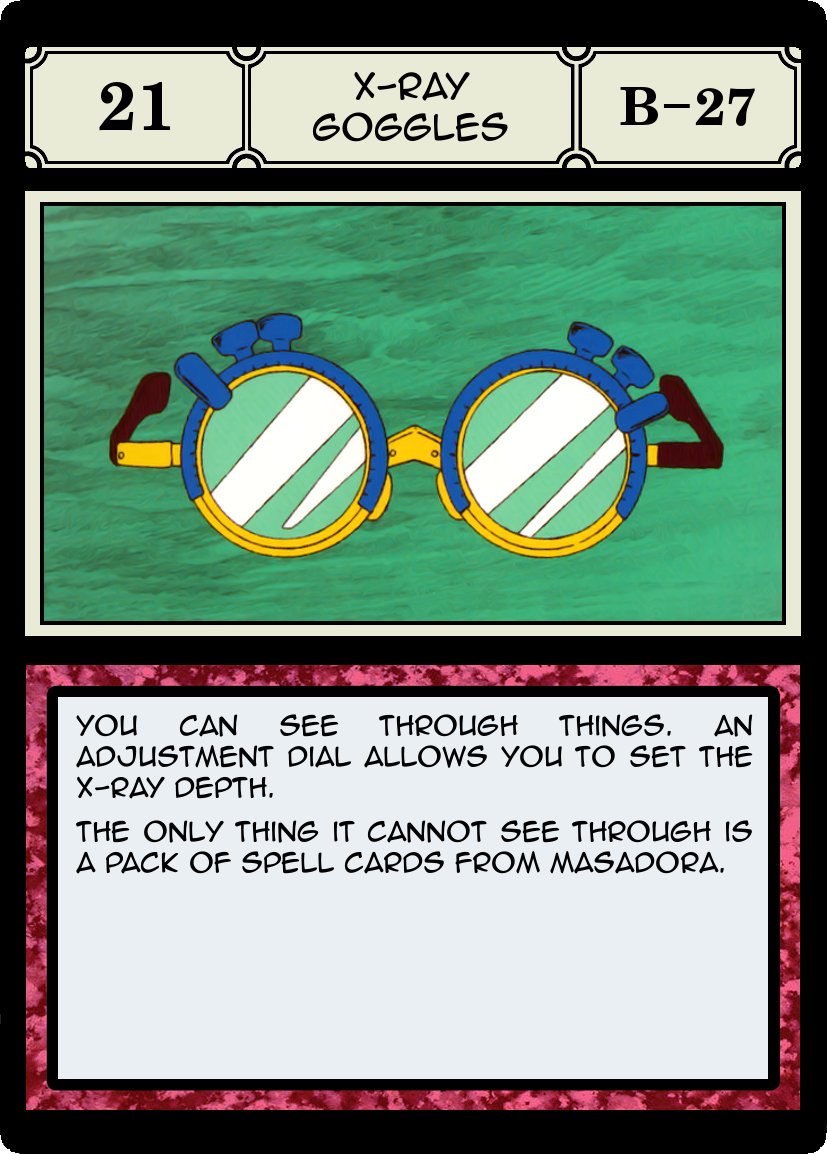 21
X-RAY
GOGGLES
B-27
YOU CAN SEE THROUGH THINGS. AN
ADJUSTMENT DIAL ALLOWS YOU TO SET THE
X-RAY DEPTH.
THE ONLY THING IT CANNOT SEE THROUGH IS
A PACK OF SPELL CARDS FROM MASADORA.